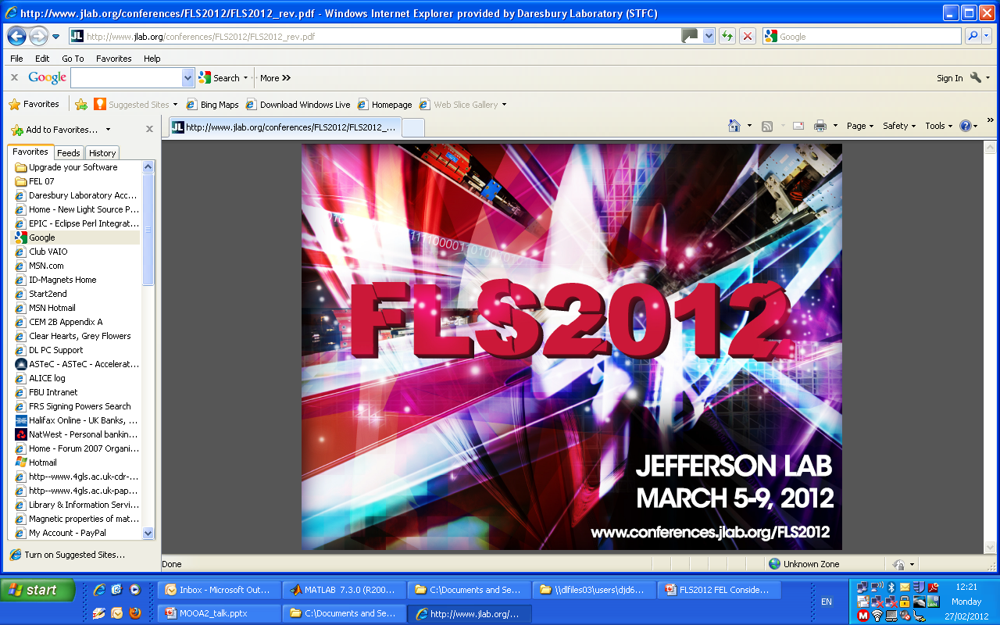 http://www.jlab.org/conferences/FLS2012/FLS2012_rev.pdf - Windows Internet Explorer provided by Daresbury Laboratory (STFC)
http://www.jlab.org/conferences/FLS2012/FLS2012_rev.pdf
Google
File Edit Go To Favorites Help
Google Search More >>
Sign In
Favorites Suggested Sites Bing Maps Download Windows Live Homepage Web Slice Gallery
Add to Favorites...
http://www.jlab.org/conferences/FLS2012/FLS2012_...
Page Safety Tools
Favorites Feeds History
Upgrade your Software
FEL 07
Daresbury Laboratory Acc...
Home - New Light Source P...
EPIC - Eclipse Perl Integrat...
Google
Club VAIO
MSN.com
ID-Magnets Home
Start2end
MSN Hotmail
CEM 2B Appendix A
Clear Hearts, Grey Flowers
DL PC Support
ASTeC - ASTeC - Accelerat...
ALICE log
FBU Intranet
FRS Signing Powers Search
Halifax Online - UK Banks, ...
NatWest - Personal bankin...
Home - Forum 2007 Organi...
Hotmail
http--www.4gls.ac.uk-cdr-...
http--www.4gls.ac.uk-pap...
Library & Information Servi...
Magnetic properties of mat...
My Account - PayPal
Turn on Suggested Sites...
FLS2012
JEFFERSON LAB
MARCH 5-9, 2012
www.conferences.jlab.org/FLS2012
Done
Unknown Zone
start
Inbox - Microsoft Out...
MATLAB 7.3.0 (R200...
C:\Documents and Se...
\\dlfiles03\users\djd6...
FLS2012 FEL Conside...
MOOA2_talk.pptx
C:\Documents and Se...
http://www.jlab.org/...
EN
12:21
Monday
27/02/2012